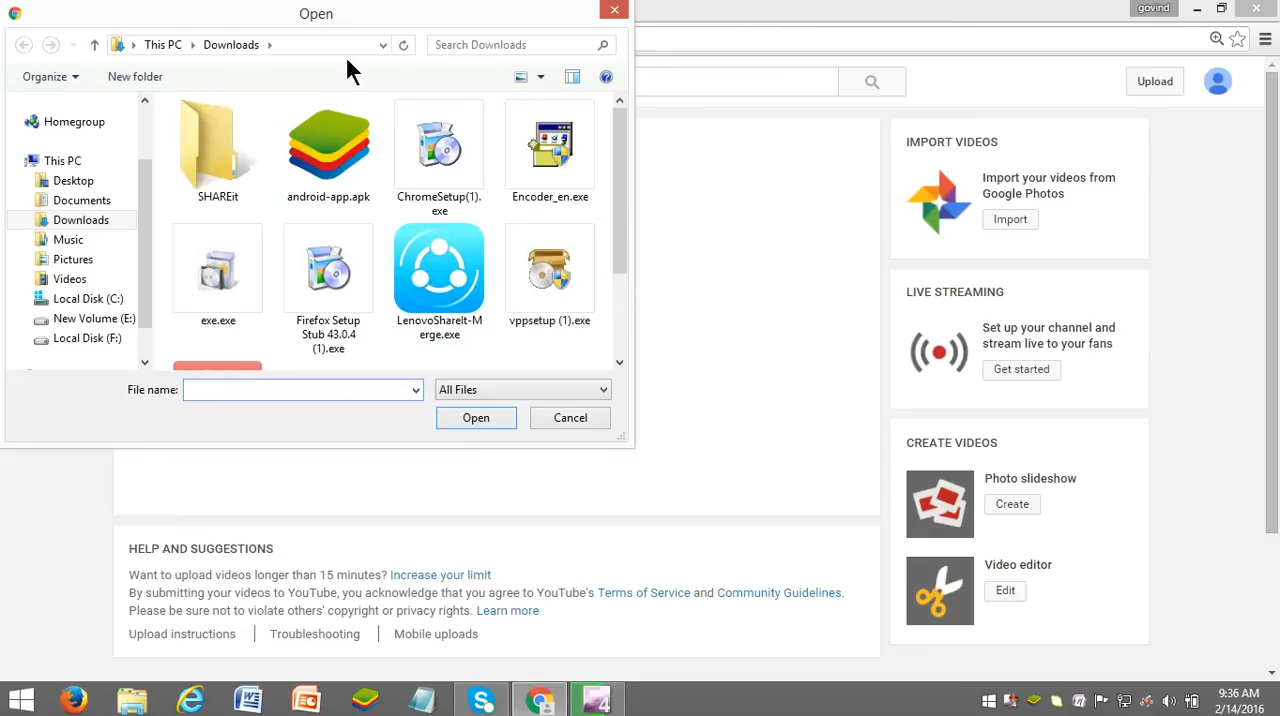 Open
govind
This PC
Downloads
Search Downloads
Organize
New folder
Upload
Homegroup
This PC
Desktop
Documents
Downloads
Music
Pictures
Videos
Local Disk (C:)
New Volume (E:)
Local Disk (F:)
SHAREit
android-app.apk
ChromeSetup(1).
exe
Encoder_en.exe
exe.exe
Firefox Setup
Stub 43.0.4
(1).exe
LenovoShareIt-M
erge.exe
vppsetup (1).exe
File name:
All Files
Open
Cancel
IMPORT VIDEOS
Import your videos from
Google Photos
Import
LIVE STREAMING
Set up your channel and
stream live to your fans
Get started
CREATE VIDEOS
Photo slideshow
Create
Video editor
Edit
HELP AND SUGGESTIONS
Want to upload videos longer than 15 minutes? Increase your limit
By submitting your videos to YouTube, you acknowledge that you agree to YouTube's Terms of Service and Community Guidelines.
Please be sure not to violate others' copyright or privacy rights. Learn more
Upload instructions
Troubleshooting
Mobile uploads
9:36 AM
2/14/2016